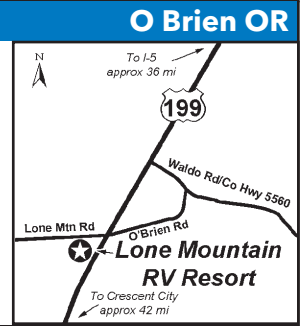 O Brien OR
N
To I-5
approx 36 mi
199
Waldo Rd/Co Hwy 5560
Lone Mtn Rd
O'Brien Rd
Lone Mountain
RV Resort
To Crescent City
approx 42 mi